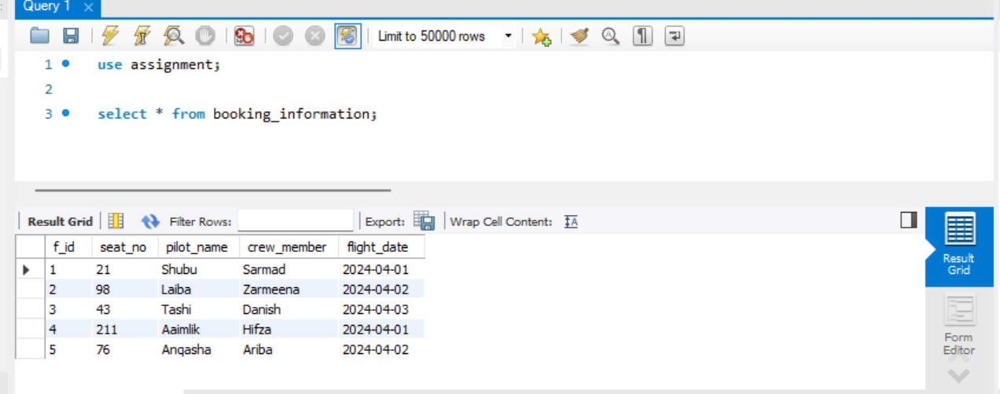 Query 1
Limit to 50000 rows
1 use assignment;
2
3 select * from booking_information;
Result Grid Filter Rows: Export: Wrap Cell Content:
f_id seat_no pilot_name crew_member flight_date
1 21 Shubu Sarmad 2024-04-01
2 98 Laiba Zarmeena 2024-04-02
3 43 Tashi Danish 2024-04-03
4 211 Aaimlik Hifza 2024-04-01
5 76 Anqasha Ariba 2024-04-02
Result
Grid
Form
Editor